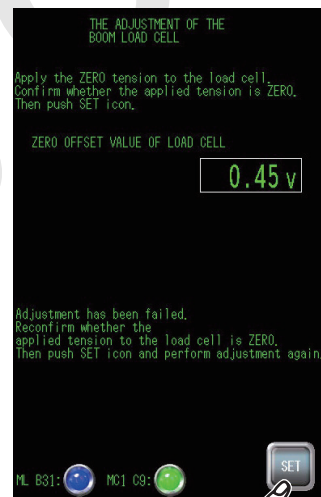 THE ADJUSTMENT OF THE
BOOM LOAD CELL
Apply the ZERO tension to the load cell.
Confirm whether the applied tension is ZERO.
Then push SET icon.
ZERO OFFSET VALUE OF LOAD CELL
0.45 v
Adjustment has been failed.
Reconfirm whether the
applied tension to the load cell is ZERO.
Then push SET icon and perform adjustment again.
ML B31: MC1 C9: SET